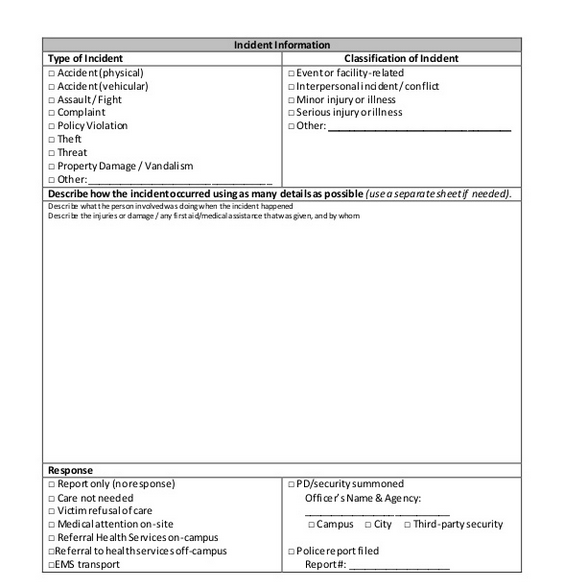 Incident Information
Type of Incident
Classification of Incident
□ Accident (physical)
□ Accident (vehicular)
□ Assault / Fight
□ Complaint
□ Policy Violation
□ Theft
□ Threat
□ Property Damage / Vandalism
□ Other: ______________________________
□ Event or facility-related
□ Interpersonal incident / conflict
□ Minor injury or illness
□ Serious injury or illness
□ Other: ______________________________
Describe how the incident occurred using as many details as possible (use a separate sheet if needed).
Describe what the person involved was doing when the incident happened
Describe the injuries or damage / any first aid/medical assistance that was given, and by whom
Response
□ Report only (no response)
□ Care not needed
□ Victim refusal of care
□ Medical attention on-site
□ Referral Health Services on-campus
□Referral to health services off-campus
□EMS transport
□ PD/security summoned
Officer's Name & Agency:
________________________
□ Campus □ City □ Third-party security
□ Police report filed
Report #: __________________